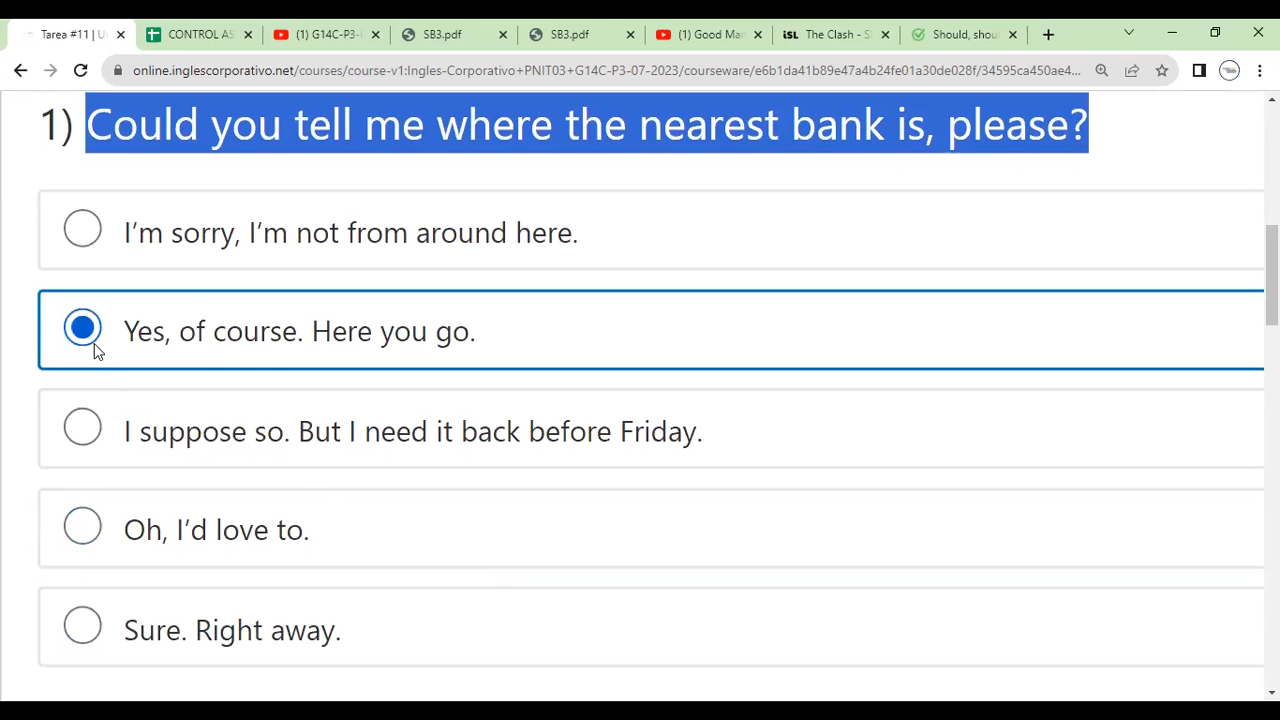 Tarea #11 | U
CONTROL AS
(1) G14C-P3-
SB3.pdf
SB3.pdf
(1) Good Ma
ISL
The Clash - S
Should, shou
online.inglescorporativo.net/courses/course-v1:Ingles-Corporativo+PNIT03+G14C-P3-07-2023/courseware/e6b1da41b89e47a4b24fe01a30de028f/34595ca450ae4...
1) Could you tell me where the nearest bank is, please?
I’m sorry, I’m not from around here.
Yes, of course. Here you go.
I suppose so. But I need it back before Friday.
Oh, I’d love to.
Sure. Right away.